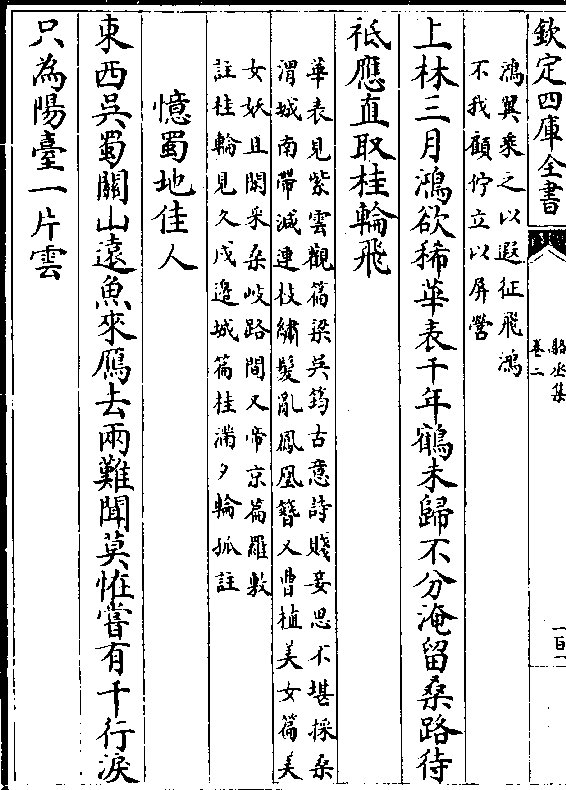 欽定四庫全書
駱丞集
卷二
一百一
鴻翼乘之以遐征飛鴻
不我顧佇立以屏營
上林三月鴻欲稀華表千年鶴未歸不分淹留桑路待
祗應直取桂輪飛
華表見紫雲觀篇梁吳筠古意詩賤妾思不堪採桑
渭城南帶減連枝繡髮亂鳳凰簪又曹植美女篇美
女妖且閑采桑岐路間又帝京篇羅敷
註桂輪見久戍邉城篇桂滿夕輪孤註
憶蜀地佳人
東西吳蜀關山遠魚來鴈去兩難聞莫怪嘗有千行淚
只為陽臺一片雲